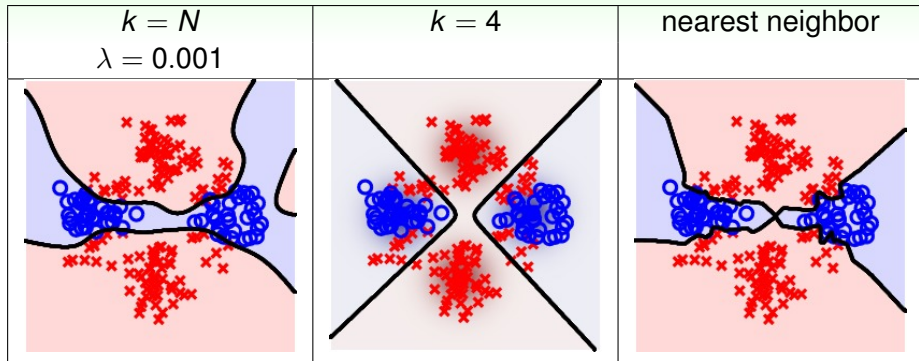 k = N
k = 4
nearest neighbor
λ = 0.001